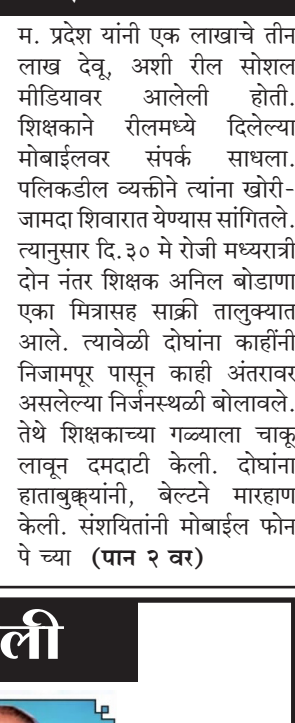 म. प्रदेश यांनी एक लाखाचे तीन
लाख देवू, अशी रील सोशल
मीडियावर आलेली होती.
शिक्षकाने रीलमध्ये दिलेल्या
मोबाईलवर संपर्क साधला.
पलिकडील व्यक्तीने त्यांना खोरी-
जामदा शिवारात येण्यास सांगितले.
त्यानुसार दि.३० मे रोजी मध्यरात्री
दोन नंतर शिक्षक अनिल बोडाणा
एका मित्रासह साक्री तालुक्यात
आले. त्यावेळी दोघांना काहींनी
निजामपूर पासून काही अंतरावर
असलेल्या निर्जनस्थळी बोलावले.
तेथे शिक्षकाच्या गळ्याला चाकू
लावून दमदाटी केली. दोघांना
हाताबुक्क्यांनी, बेल्टने मारहाण
केली. संशयितांनी मोबाईल फोन
पे च्या (पान २ वर)
ली